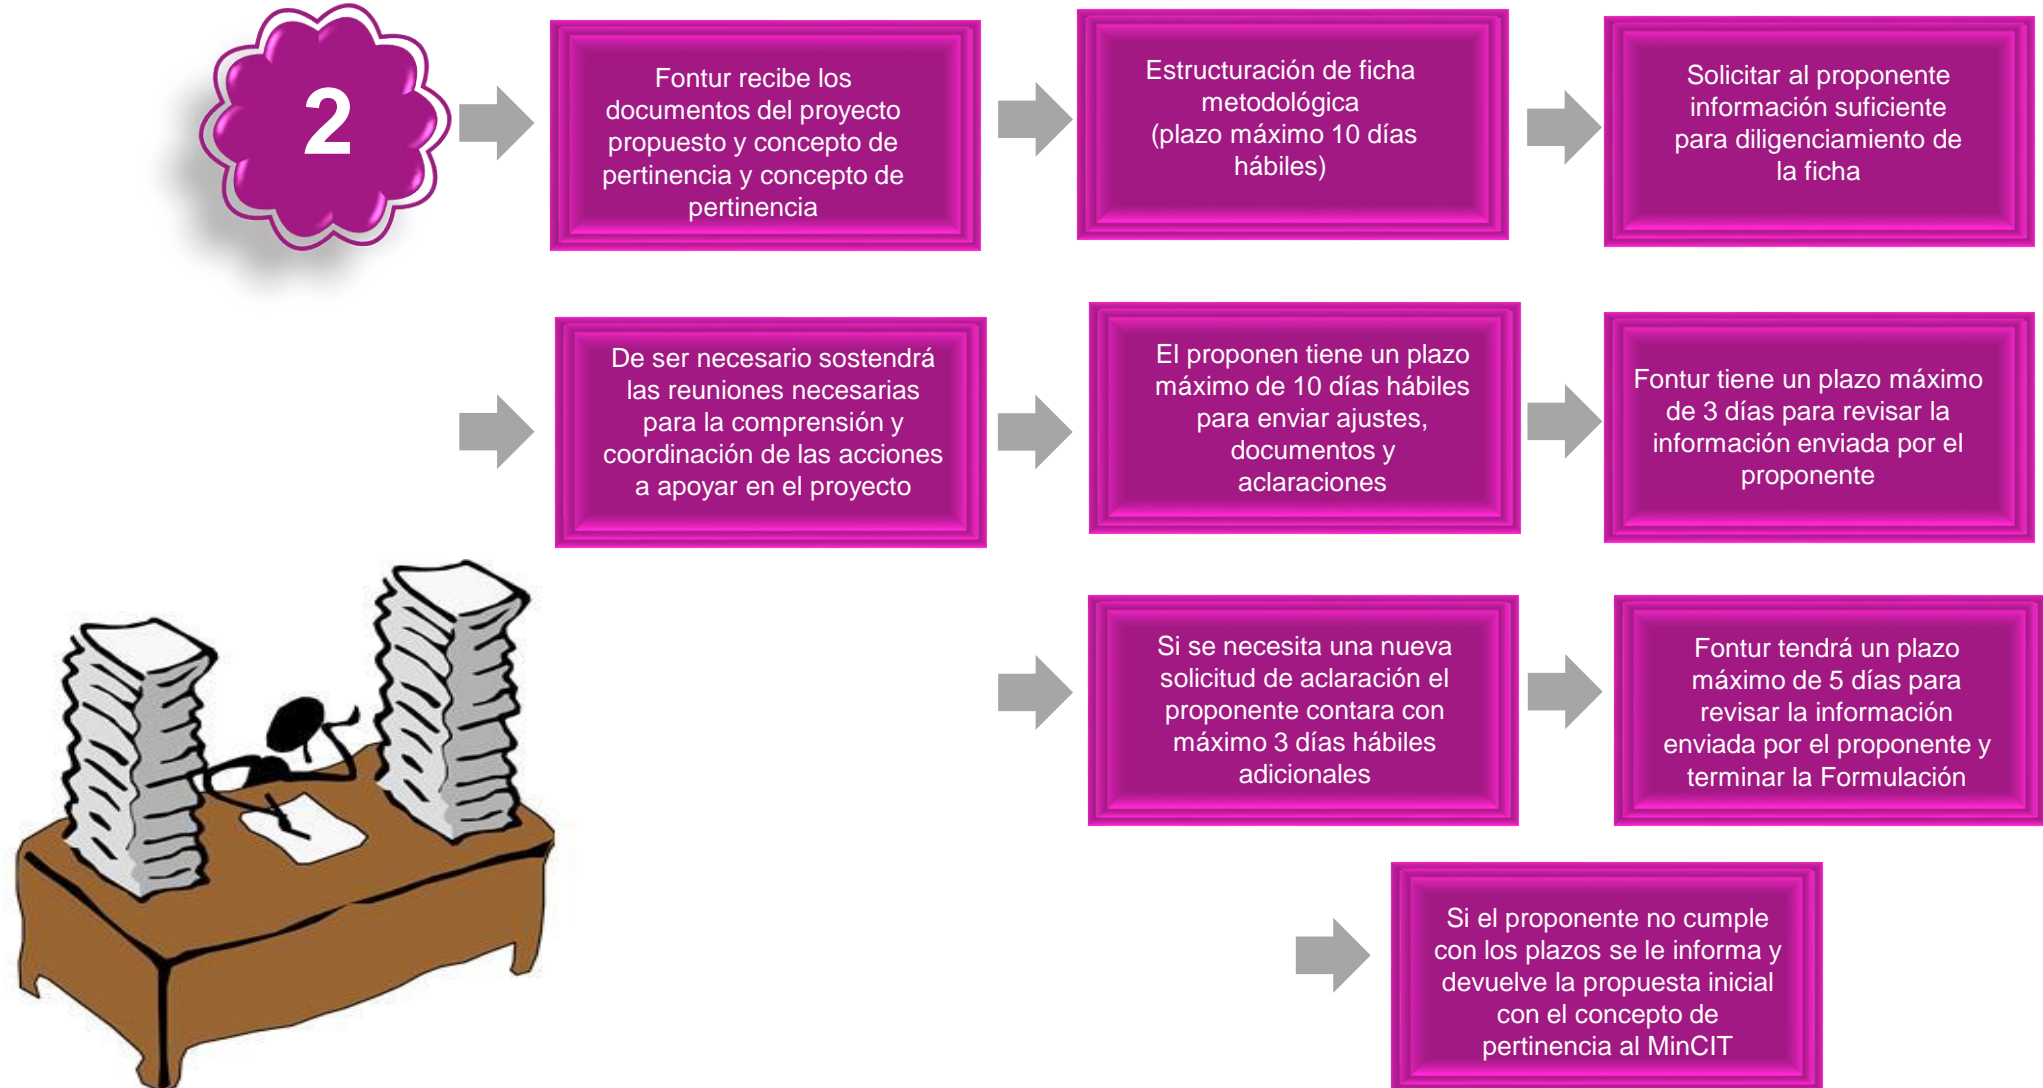 2
Fontur recibe los
documentos del proyecto
propuesto y concepto de
pertinencia y concepto de
pertinencia
Estructuración de ficha
metodológica
(plazo máximo 10 días
hábiles)
Solicitar al proponente
información suficiente
para diligenciamiento de
la ficha
De ser necesario sostendrá
las reuniones necesarias
para la comprensión y
coordinación de las acciones
a apoyar en el proyecto
El proponen tiene un plazo
máximo de 10 días hábiles
para enviar ajustes,
documentos y
aclaraciones
Fontur tiene un plazo máximo
de 3 días para revisar la
información enviada por el
proponente
Si se necesita una nueva
solicitud de aclaración el
proponente contara con
máximo 3 días hábiles
adicionales
Fontur tendrá un plazo
máximo de 5 días para
revisar la información
enviada por el proponente y
terminar la Formulación
Si el proponente no cumple
con los plazos se le informa y
devuelve la propuesta inicial
con el concepto de
pertinencia al MinCIT